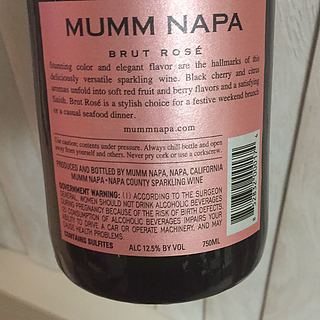 MUMM NAPA
BRUT ROSÉ
Stunning color and elegant flavor are the hallmarks of this
deliciously versatile sparkling wine. Black cherry and citrus
aromas unfold into soft red fruit and berry flavors and a satisfying
finish. Brut Rosé is a stylish choice for a festive weekend brunch
or a casual seafood dinner.
mummnapa.com
Use caution; contents under pressure. Always chill bottle and open
away from yourself and others. Never pry cork or use a corkscrew.
PRODUCED AND BOTTLED BY MUMM NAPA, NAPA, CALIFORNIA
MUMM NAPA • NAPA COUNTY SPARKLING WINE
GOVERNMENT WARNING: (1) ACCORDING TO THE SURGEON
GENERAL, WOMEN SHOULD NOT DRINK ALCOHOLIC BEVERAGES
DURING PREGNANCY BECAUSE OF THE RISK OF BIRTH DEFECTS
(2) CONSUMPTION OF ALCOHOLIC BEVERAGES IMPAIRS YOUR
ABILITY TO DRIVE A CAR OR OPERATE MACHINERY, AND MAY
CAUSE HEALTH PROBLEMS.
CONTAINS SULFITES ALC 12.5% BY VOL 750ML